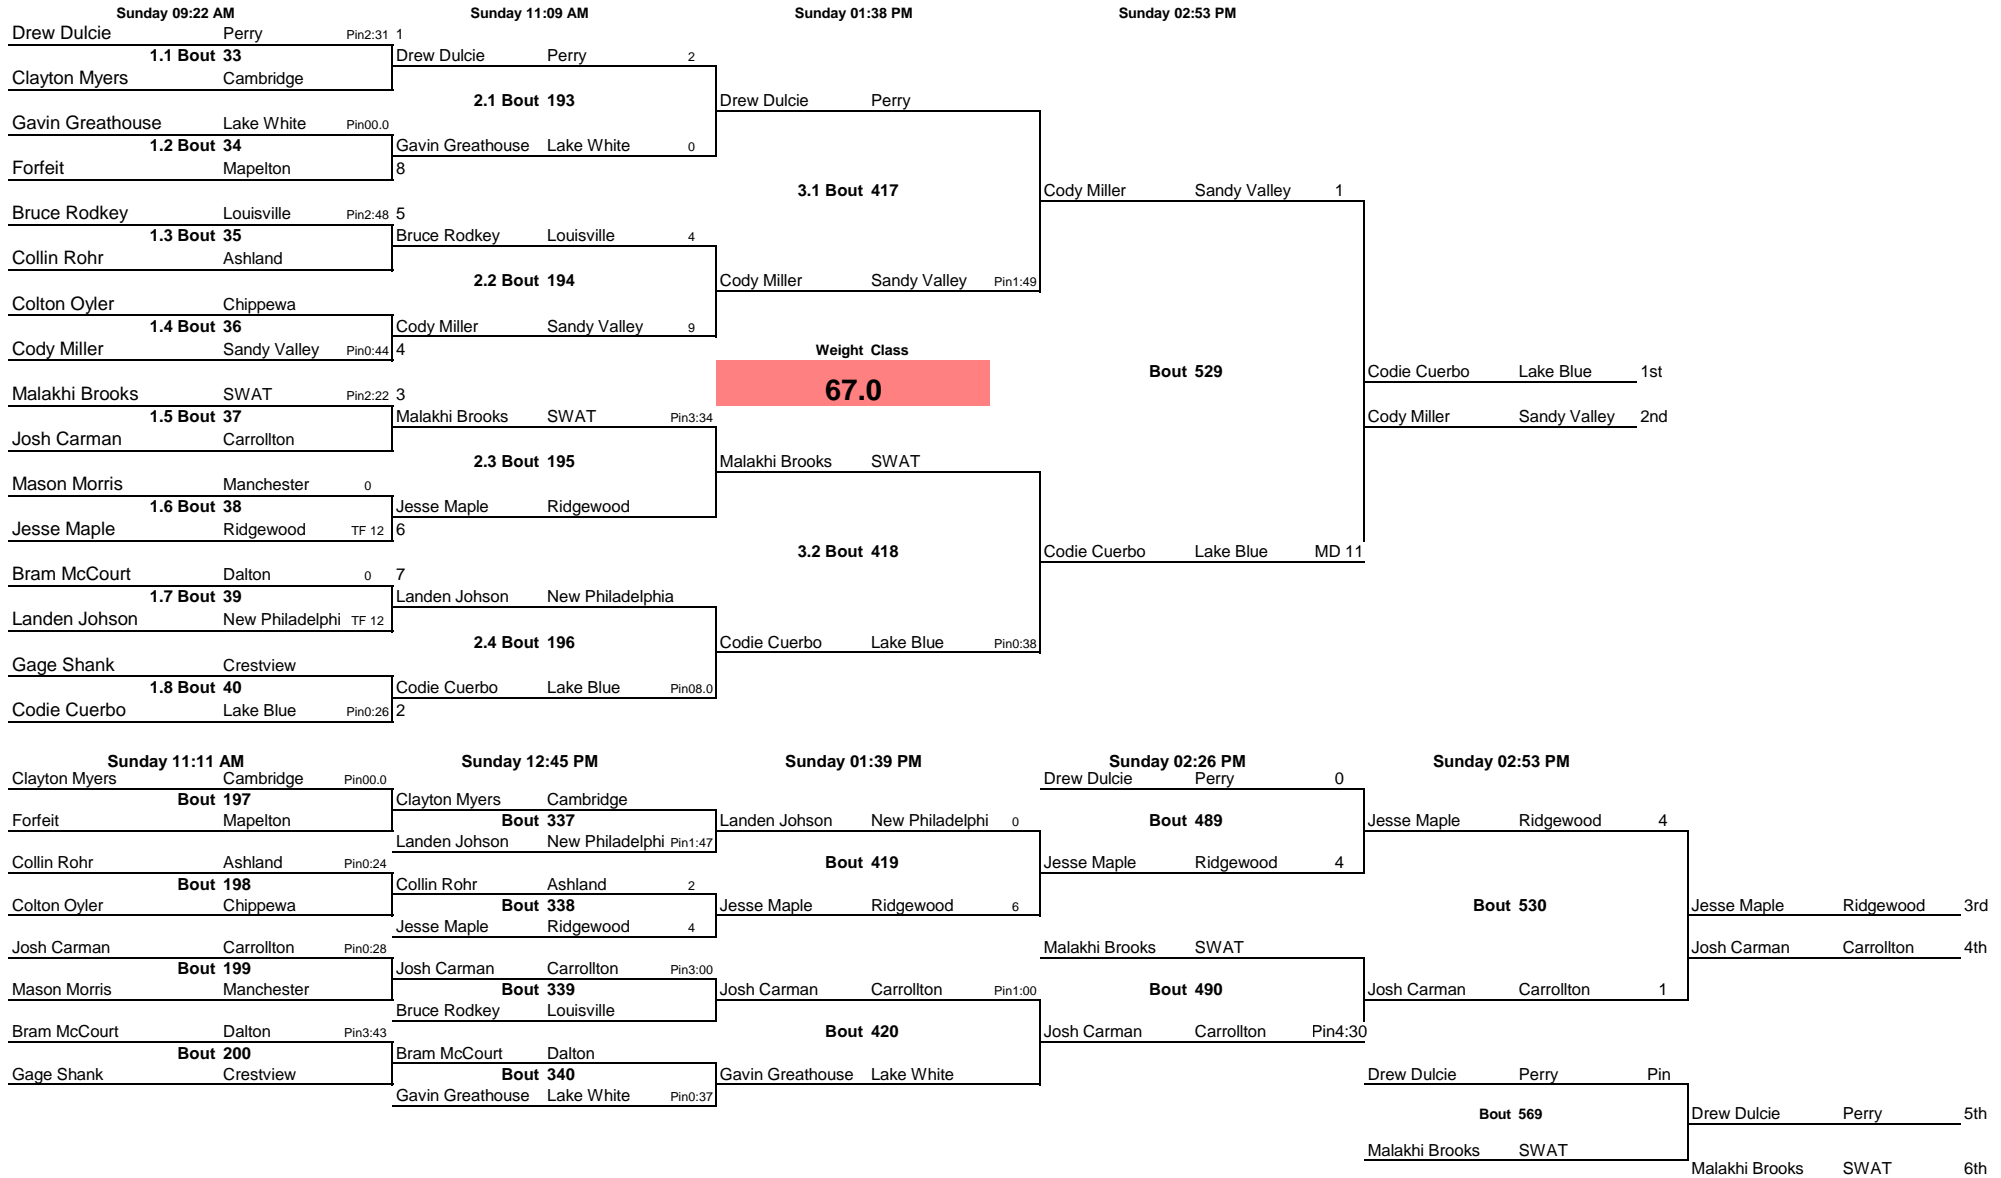 Sunday 09:22 AM Sunday 11:09 AM Sunday 01:38 PM Sunday 02:53 PM
Drew Dulcie Perry Pin2:31 1
1.1 Bout 33 Drew Dulcie Perry 2
Clayton Myers Cambridge
2.1 Bout 193 Drew Dulcie Perry
Gavin Greathouse Lake White Pin00.0
1.2 Bout 34 Gavin Greathouse Lake White 0
Forfeit Mapelton 8
3.1 Bout 417 Cody Miller Sandy Valley 1
Bruce Rodkey Louisville Pin2:48 5
1.3 Bout 35 Bruce Rodkey Louisville 4
Collin Rohr Ashland
2.2 Bout 194 Cody Miller Sandy Valley Pin1:49
Colton Oyler Chippewa
1.4 Bout 36 Cody Miller Sandy Valley 9
Cody Miller Sandy Valley Pin0:44 4 Weight Class
Bout 529 Codie Cuerbo Lake Blue 1st
Malakhi Brooks SWAT Pin2:22 3 67.0
1.5 Bout 37 Malakhi Brooks SWAT Pin3:34 Cody Miller Sandy Valley 2nd
Josh Carman Carrollton
2.3 Bout 195 Malakhi Brooks SWAT
Mason Morris Manchester 0
1.6 Bout 38 Jesse Maple Ridgewood
Jesse Maple Ridgewood TF 12 6
3.2 Bout 418 Codie Cuerbo Lake Blue MD 11
Bram McCourt Dalton 0 7
1.7 Bout 39 Landen Johson New Philadelphia
Landen Johson New Philadelphi TF 12
2.4 Bout 196 Codie Cuerbo Lake Blue Pin0:38
Gage Shank Crestview
1.8 Bout 40 Codie Cuerbo Lake Blue Pin08.0
Codie Cuerbo Lake Blue Pin0:26 2
Sunday 11:11 AM Sunday 12:45 PM Sunday 01:39 PM Sunday 02:26 PM Sunday 02:53 PM
Clayton Myers Cambridge Pin00.0 Drew Dulcie Perry 0
Bout 197 Clayton Myers Cambridge
Forfeit Mapelton Bout 337 Landen Johson New Philadelphi 0 Bout 489 Jesse Maple Ridgewood 4
Landen Johson New Philadelphi Pin1:47
Collin Rohr Ashland Pin0:24 Bout 419 Jesse Maple Ridgewood 4
Bout 198 Collin Rohr Ashland 2
Colton Oyler Chippewa Bout 338 Jesse Maple Ridgewood 6 Bout 530 Jesse Maple Ridgewood 3rd
Jesse Maple Ridgewood 4
Josh Carman Carrollton Pin0:28 Malakhi Brooks SWAT Josh Carman Carrollton 4th
Bout 199 Josh Carman Carrollton Pin3:00
Mason Morris Manchester Bout 339 Josh Carman Carrollton Pin1:00 Bout 490 Josh Carman Carrollton 1
Bruce Rodkey Louisville
Bram McCourt Dalton Pin3:43 Bout 420 Josh Carman Carrollton Pin4:30
Bout 200 Bram McCourt Dalton
Gage Shank Crestview Bout 340 Gavin Greathouse Lake White Drew Dulcie Perry Pin
Gavin Greathouse Lake White Pin0:37
Bout 569 Drew Dulcie Perry 5th
Malakhi Brooks SWAT
Malakhi Brooks SWAT 6th